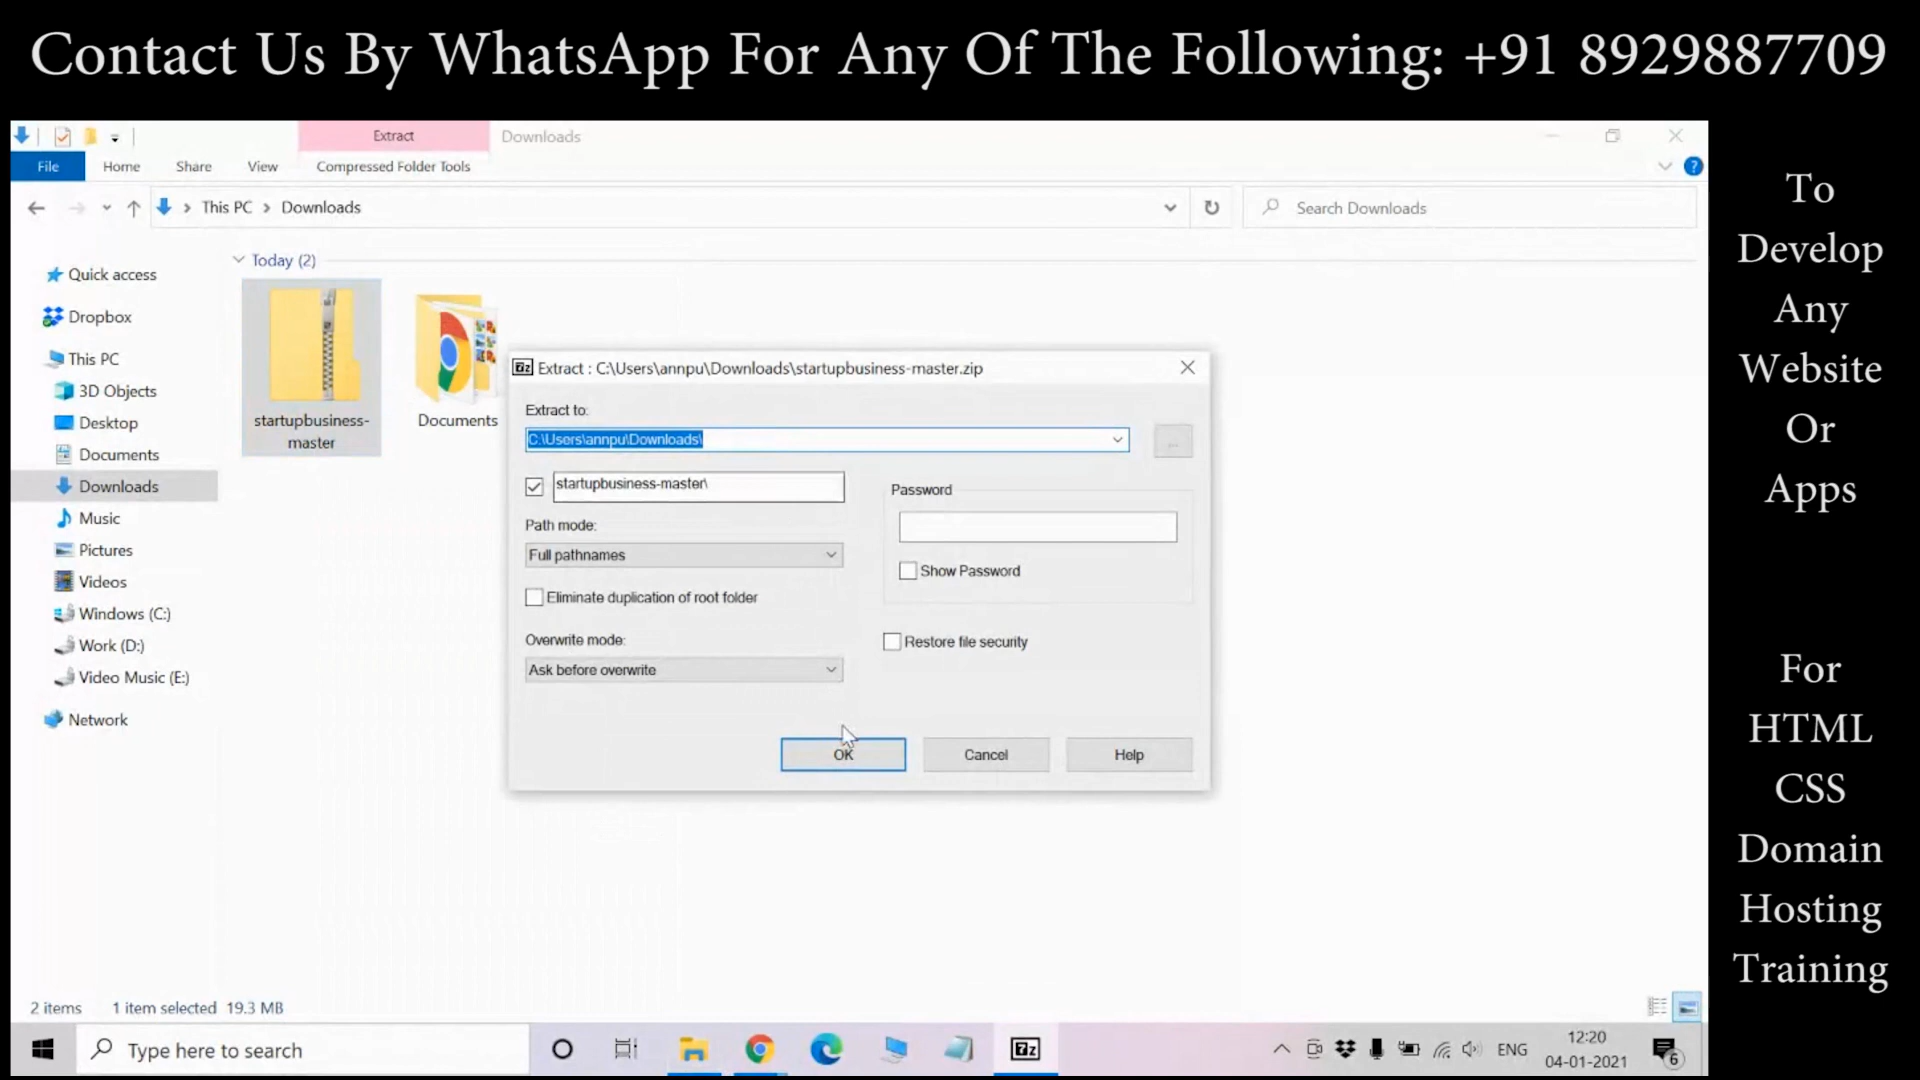 Contact Us By WhatsApp For Any Of The Following: +91 8929887709
Extract
Downloads
File
Home
Share
View
Compressed Folder Tools
?
This PC
Downloads
Search Downloads
Today (2)
Quick access
Dropbox
This PC
3D Objects
Desktop
Documents
Downloads
Music
Pictures
Videos
Windows (C:)
Work (D:)
Video Music (E:)
Network
startupbusiness-
master
Documents
7z
Extract : C:\Users\annpu\Downloads\startupbusiness-master.zip
Extract to:
C:\Users\annpu\Downloads\
...
startupbusiness-master\
Path mode:
Full pathnames
Eliminate duplication of root folder
Overwrite mode:
Ask before overwrite
Password
Show Password
Restore file security
OK
Cancel
Help
2 items
1 item selected 19.3 MB
Type here to search
7z
ENG
12:20
04-01-2021
6
To
Develop
Any
Website
Or
Apps
For
HTML
CSS
Domain
Hosting
Training